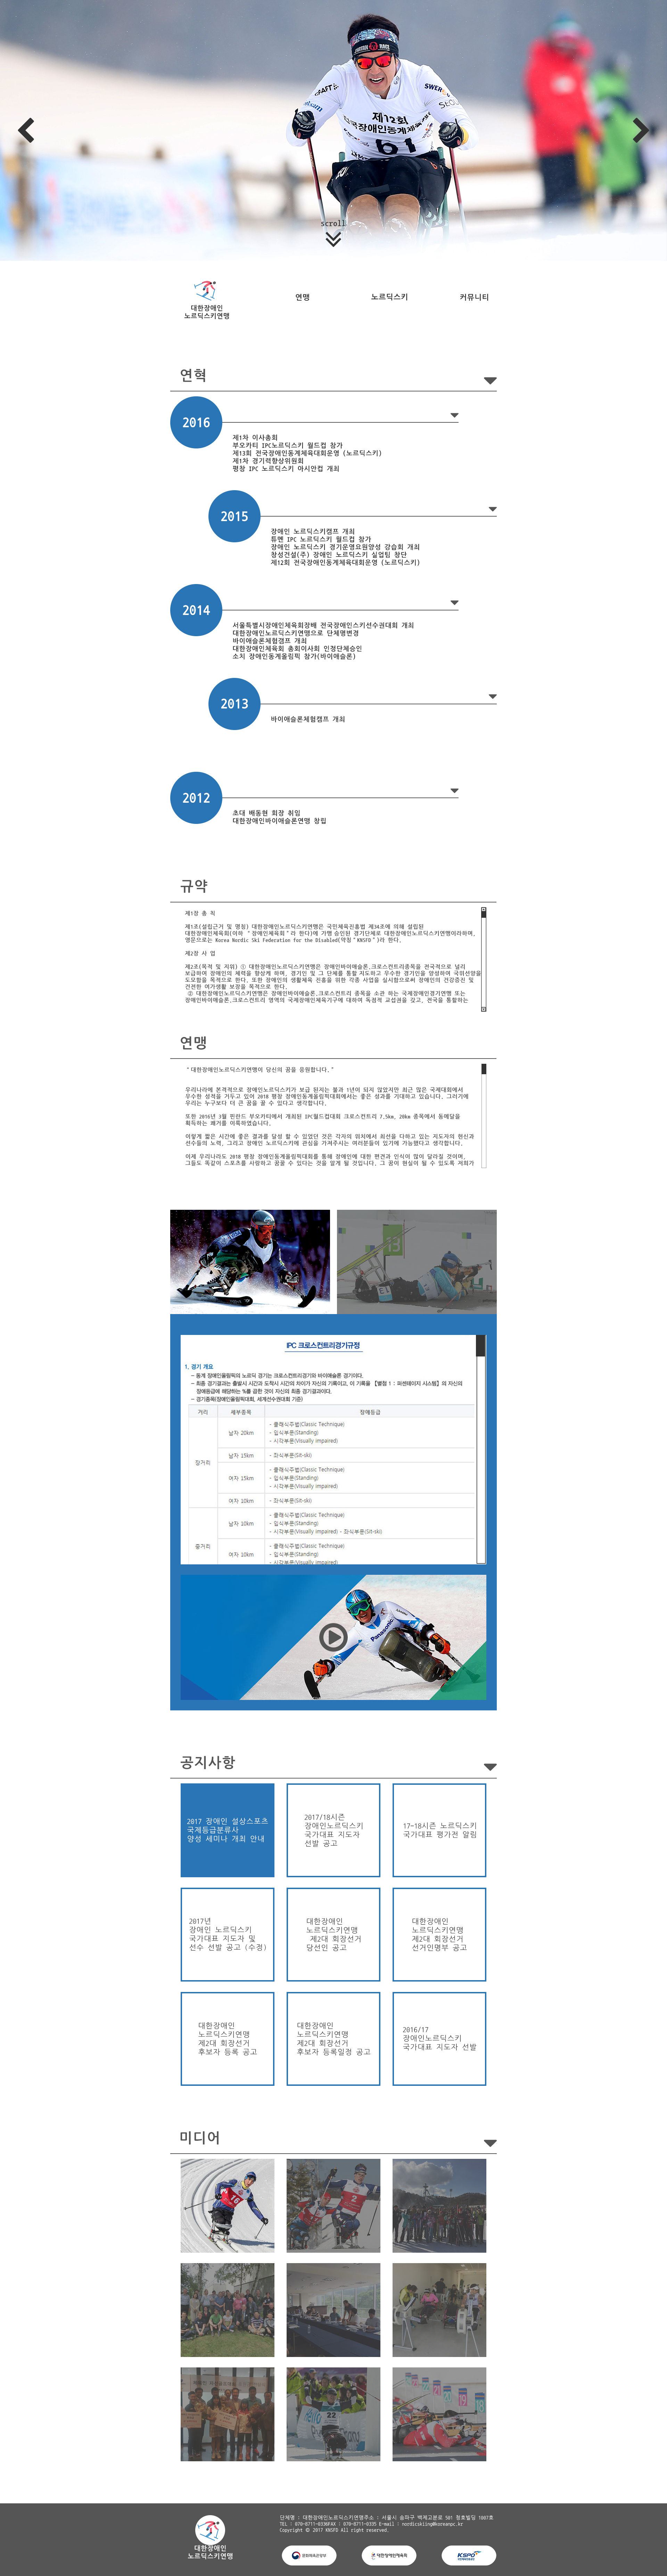 CRAFT
SWER
제12회
전국장애인동계체육대
61
scroll
대한장애인
노르딕스키연맹
연맹
노르딕스키
커뮤니티
연혁
2016
제1차 이사총회
부오카티 IPC노르딕스키 월드컵 참가
제13회 전국장애인동계체육대회운영 (노르딕스키)
제1차 경기력향상위원회
평창 IPC 노르딕스키 아시안컵 개최
2015
장애인 노르딕스키캠프 개최
튜멘 IPC 노르딕스키 월드컵 참가
장애인 노르딕스키 경기운영요원양성 강습회 개최
창성건설(주) 장애인 노르딕스키 실업팀 창단
제12회 전국장애인동계체육대회운영 (노르딕스키)
2014
서울특별시장애인체육회장배 전국장애인스키선수권대회 개최
대한장애인노르딕스키연맹으로 단체명변경
바이애슬론체험캠프 개최
대한장애인체육회 총회이사회 인정단체승인
소치 장애인동계올림픽 참가(바이애슬론)
2013
바이애슬론체험캠프 개최
2012
초대 배동현 회장 취임
대한장애인바이애슬론연맹 창립
규약
제1장 총 칙
제1조(설립근거 및 명칭) 대한장애인노르딕스키연맹은 국민체육진흥법 제34조에 의해 설립된
대한장애인체육회(이하 "장애인체육회"라 한다)에 가맹 승인된 경기단체로 대한장애인노르딕스키연맹이라하며,
영문으로는 Korea Nordic Ski Federation for the Disabled(약칭"KNSFD")라 한다.
제2장 사 업
제2조(목적 및 지위) ① 대한장애인노르딕스키연맹은 장애인바이애슬론,크로스컨트리종목을 전국적으로 널리
보급하여 장애인의 체력을 향상케 하며, 경기인 및 그 단체를 통할 지도하고 우수한 경기인을 양성하여 국위선양을
도모함을 목적으로 한다. 또한 장애인의 생활체육 진흥을 위한 각종 사업을 실시함으로써 장애인의 건강증진 및
건전한 여가생활 보장을 목적으로 한다.
② 대한장애인노르딕스키연맹은 장애인바이애슬론,크로스컨트리 종목을 소관 하는 국제장애인경기연맹 또는
장애인바이애슬론,크로스컨트리 영역의 국제장애인체육기구에 대하여 독점적 교섭권을 갖고, 전국을 통할하는
연맹
"대한장애인노르딕스키연맹이 당신의 꿈을 응원합니다."
우리나라에 본격적으로 장애인노르딕스키가 보급 된지는 불과 1년이 되지 않았지만 최근 많은 국제대회에서
우수한 성적을 거두고 있어 2018 평창 장애인동계올림픽대회에서는 좋은 성과를 기대하고 있습니다. 그러기에
우리는 누구보다 더 큰 꿈을 꿀 수 있다고 생각합니다.
또한 2016년 3월 핀란드 부오카티에서 개최된 IPC월드컵대회 크로스컨트리 7.5km, 20km 종목에서 동메달을
획득하는 쾌거를 이룩하였습니다.
이렇게 짧은 시간에 좋은 결과를 달성 할 수 있었던 것은 각자의 위치에서 최선을 다하고 있는 지도자의 헌신과
선수들의 노력, 그리고 장애인 노르딕스키에 관심을 가져주시는 여러분들이 있기에 가능했다고 생각합니다.
이제 우리나라도 2018 평창 장애인동계올림픽대회를 통해 장애인에 대한 편견과 인식이 많이 달라질 것이며,
그들도 똑같이 스포츠를 사랑하고 꿈꿀 수 있다는 것을 알게 될 것입니다. 그 꿈이 현실이 될 수 있도록 저희가
13
IPC 크로스컨트리경기규정
1. 경기 개요
- 동계 장애인올림픽의 노르딕 경기는 크로스컨트리경기와 바이애슬론 경기이다.
- 최종 경기결과는 출발시 시간과 도착시 시간의 차이가 자신의 기록이고, 이 기록을 【별첨 1 : 퍼센테이지 시스템】의 자신의
장애등급에 해당하는 %를 곱한 것이 자신의 최종 경기결과이다.
- 경기종목(장애인올림픽대회, 세계선수권대회 기준)
거리 세부종목 장애등급
장거리
남자 20km
- 클래식주법(Classic Technique)
- 입식부문(Standing)
- 시각부문(Visually impaired)
남자 15km
- 좌식부문(Sit-ski)
여자 15km
- 클래식주법(Classic Technique)
- 입식부문(Standing)
- 시각부문(Visually impaired)
여자 10km
- 좌식부문(Sit-ski)
중거리
남자 10km
- 클래식주법(Classic Technique)
- 입식부문(Standing)
- 시각부문(Visually impaired) - 좌식부문(Sit-ski)
여자 10km
- 클래식주법(Classic Technique)
- 입식부문(Standing)
- 시각부문(Visually impaired)
Panasonic
공지사항
2017 장애인 설상스포츠
국제등급분류사
양성 세미나 개최 안내
2017/18시즌
장애인노르딕스키
국가대표 지도자
선발 공고
17-18시즌 노르딕스키
국가대표 평가전 알림
2017년
장애인 노르딕스키
국가대표 지도자 및
선수 선발 공고 (수정)
대한장애인
노르딕스키연맹
제2대 회장선거
당선인 공고
대한장애인
노르딕스키연맹
제2대 회장선거
선거인명부 공고
대한장애인
노르딕스키연맹
제2대 회장선거
후보자 등록 공고
대한장애인
노르딕스키연맹
제2대 회장선거
후보자 등록일정 공고
2016/17
장애인노르딕스키
국가대표 지도자 선발
미디어
16
2
22
대한장애인
노르딕스키연맹
단체명 : 대한장애인노르딕스키연맹주소 : 서울시 송파구 백제고분로 501 청호빌딩 1007호
TEL : 070-8711-0336FAX : 070-8711-0335 E-mail : nordicskiing@koreanpc.kr
Copyright © 2017 KNSFD All right reserved.
문화체육관광부
대한장애인체육회
KSPO